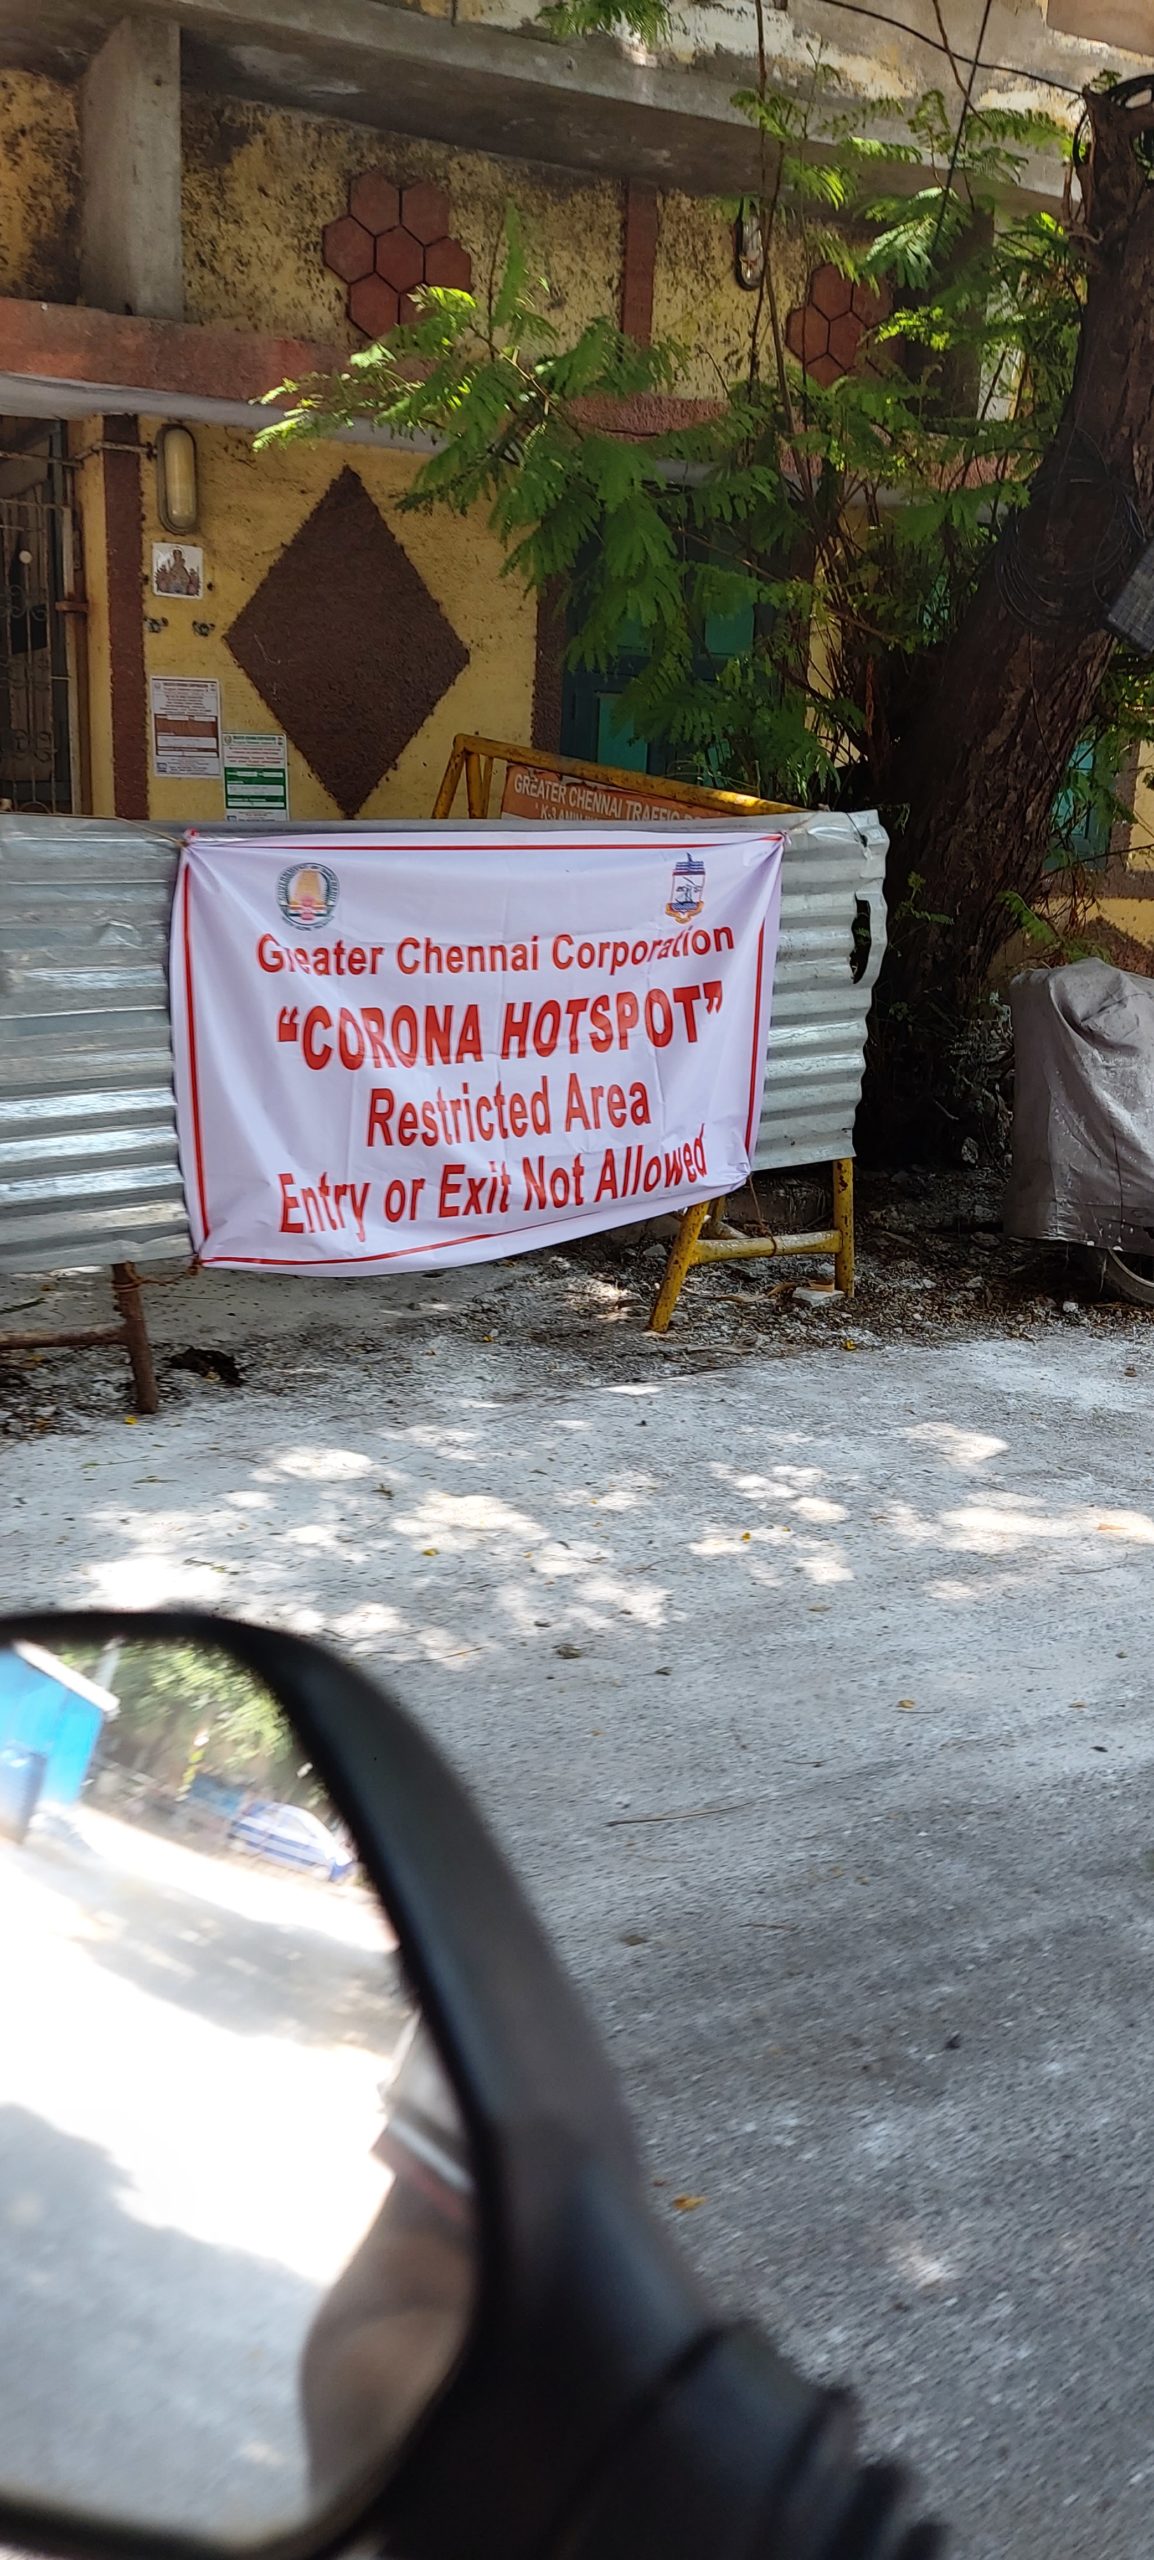 GREATER CHENNAI TRAFFIC
Greater Chennai Corporation
“CORONA HOTSPOT”
Restricted Area
Entry or Exit Not Allowed